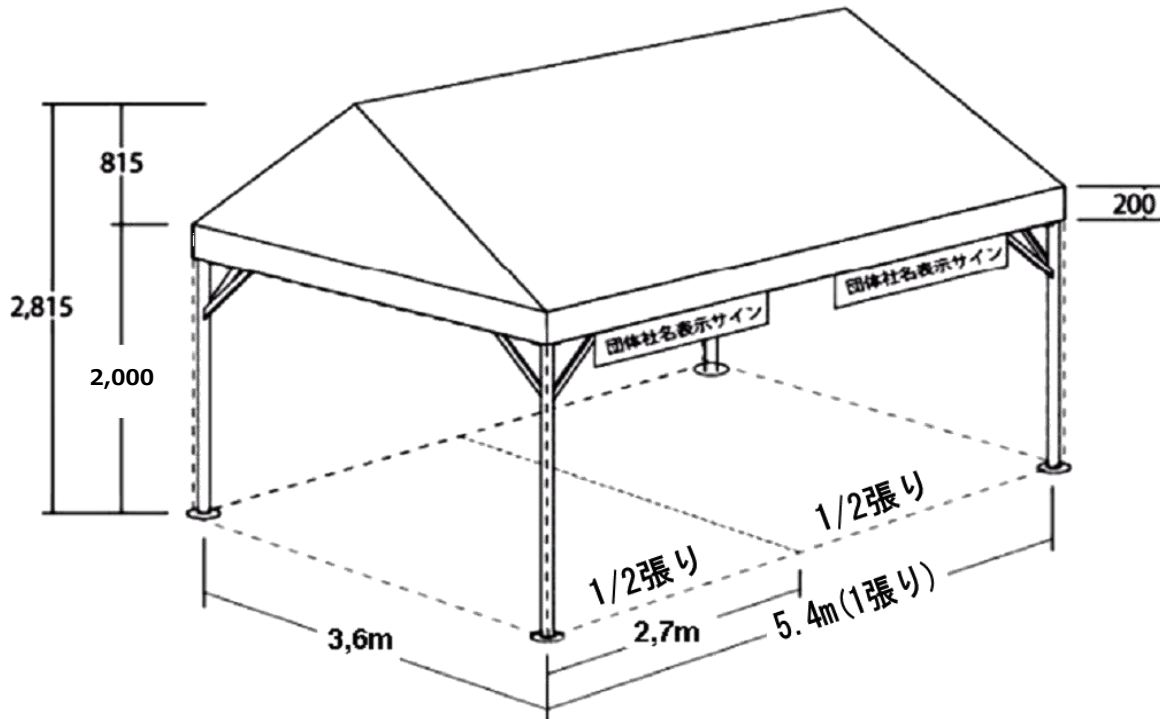 815
200
2,815
2,000
団体社名表示サイン
団体社名表示サイン
1/2張り
1/2張り
3,6m
2,7m
5.4m(1張り)